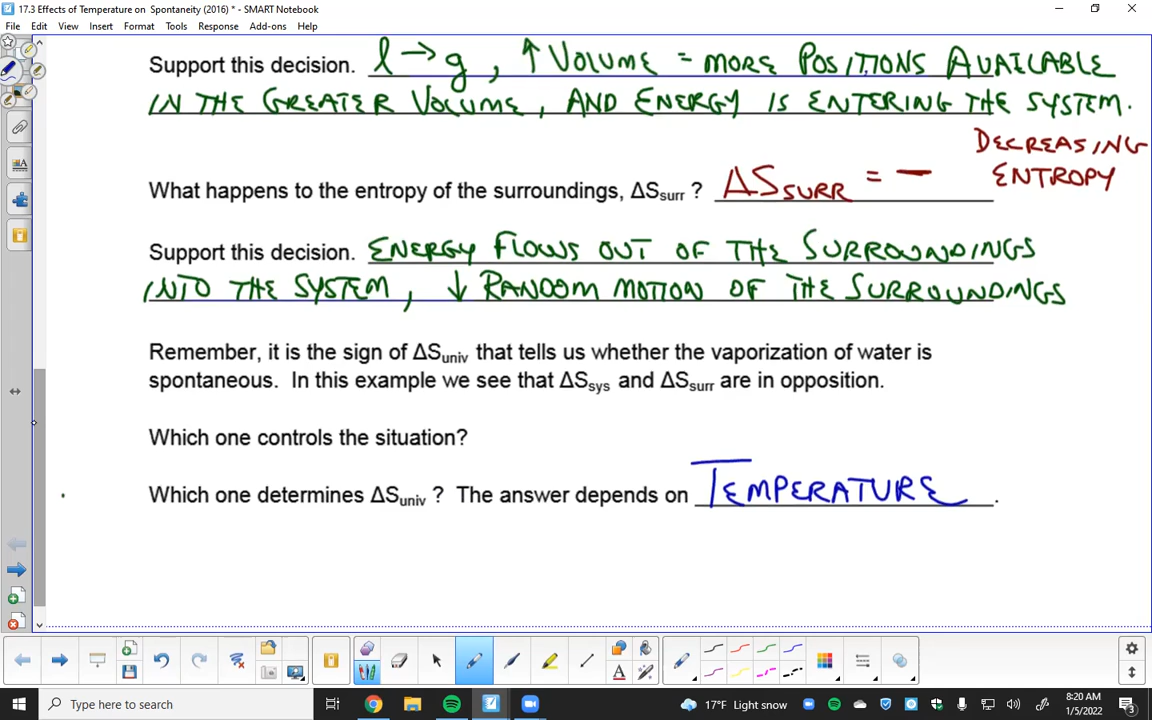 17.3 Effects of Temperature on Spontaneity (2016) * - SMART Notebook
File Edit View Insert Format Tools Response Add-ons Help
Support this decision. l → g, ↑ VOLUME = MORE POSITIONS AVAILABLE
IN THE GREATER VOLUME, AND ENERGY IS ENTERING THE SYSTEM.
What happens to the entropy of the surroundings, ΔSsurr ? ΔSSURR = − DECREASING
ENTROPY
Support this decision. ENERGY FLOWS OUT OF THE SURROUNDINGS
INTO THE SYSTEM, ↓ RANDOM MOTION OF THE SURROUNDINGS
Remember, it is the sign of ΔSuniv that tells us whether the vaporization of water is
spontaneous. In this example we see that ΔSsys and ΔSsurr are in opposition.
Which one controls the situation?
Which one determines ΔSuniv ? The answer depends on TEMPERATURE.
Type here to search
17°F Light snow
8:20 AM
1/5/2022
3